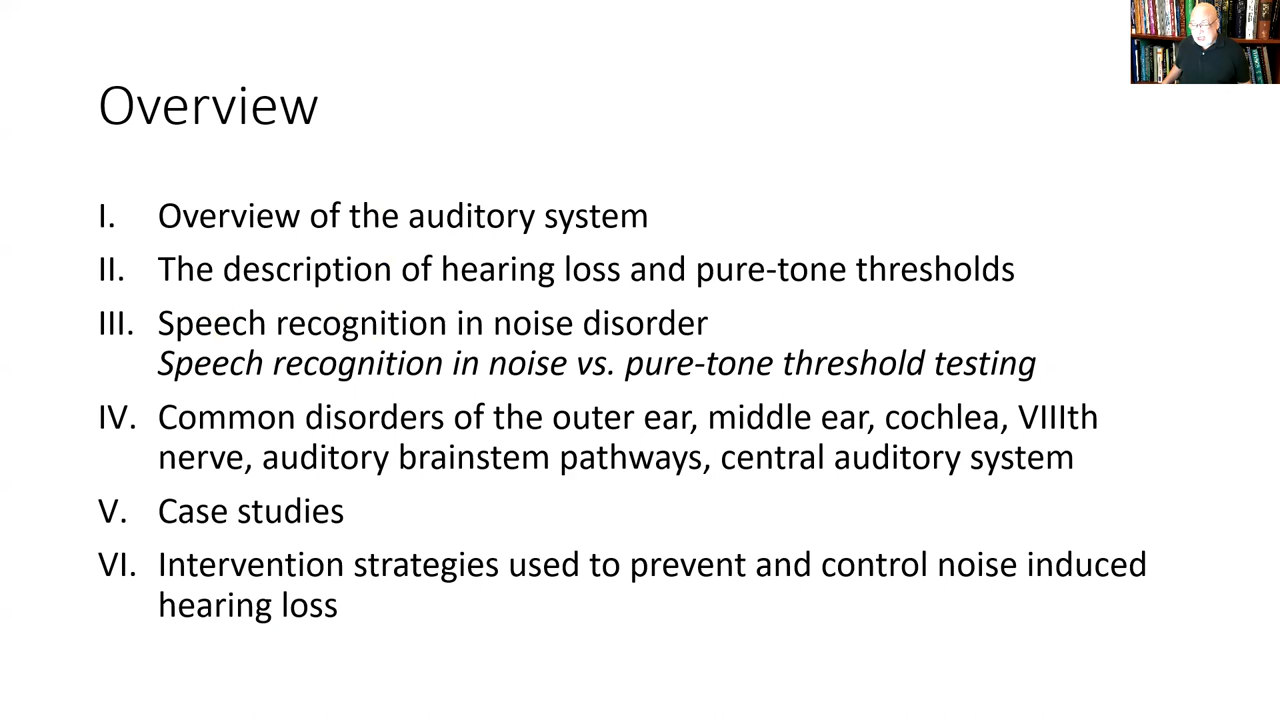 Overview
I. Overview of the auditory system
II. The description of hearing loss and pure-tone thresholds
III. Speech recognition in noise disorder
Speech recognition in noise vs. pure-tone threshold testing
IV. Common disorders of the outer ear, middle ear, cochlea, VIIIth
nerve, auditory brainstem pathways, central auditory system
V. Case studies
VI. Intervention strategies used to prevent and control noise induced
hearing loss